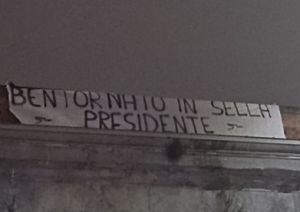 BENTORNATO IN SELLA
~ PRESIDENTE ~